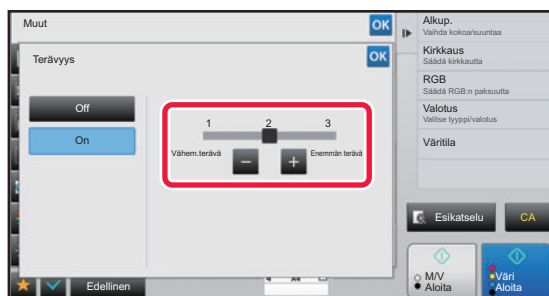 Muut
OK
Terävyys
OK
Off
On
1 2 3
Vähem.terävä
Enemmän terävä
Edellinen
A4
Alkup.
Vaihda kokoa/suuntaa
Kirkkaus
Säädä kirkkautta
RGB
Säädä RGB:n paksuutta
Valotus
Valitse tyyppi/valotus
Väritila
Esikatselu
CA
M/V
Aloita
Väri
Aloita